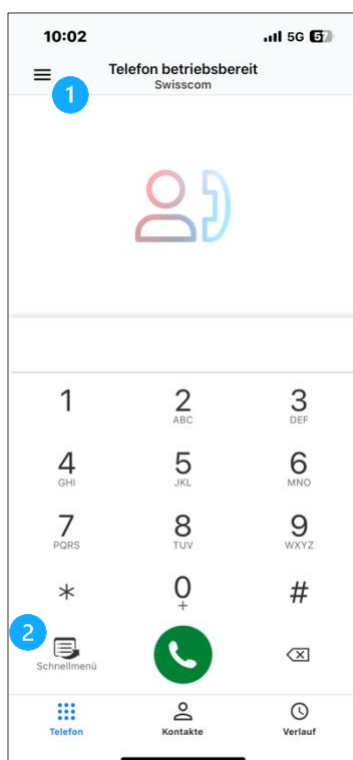 10:02
5G 57
1
Telefon betriebsbereit
Swisscom
1 2 3
ABC DEF
4 5 6
GHI JKL MNO
7 8 9
PQRS TUV WXYZ
* 0 #
+
2
Schnellmenü
Telefon Kontakte Verlauf